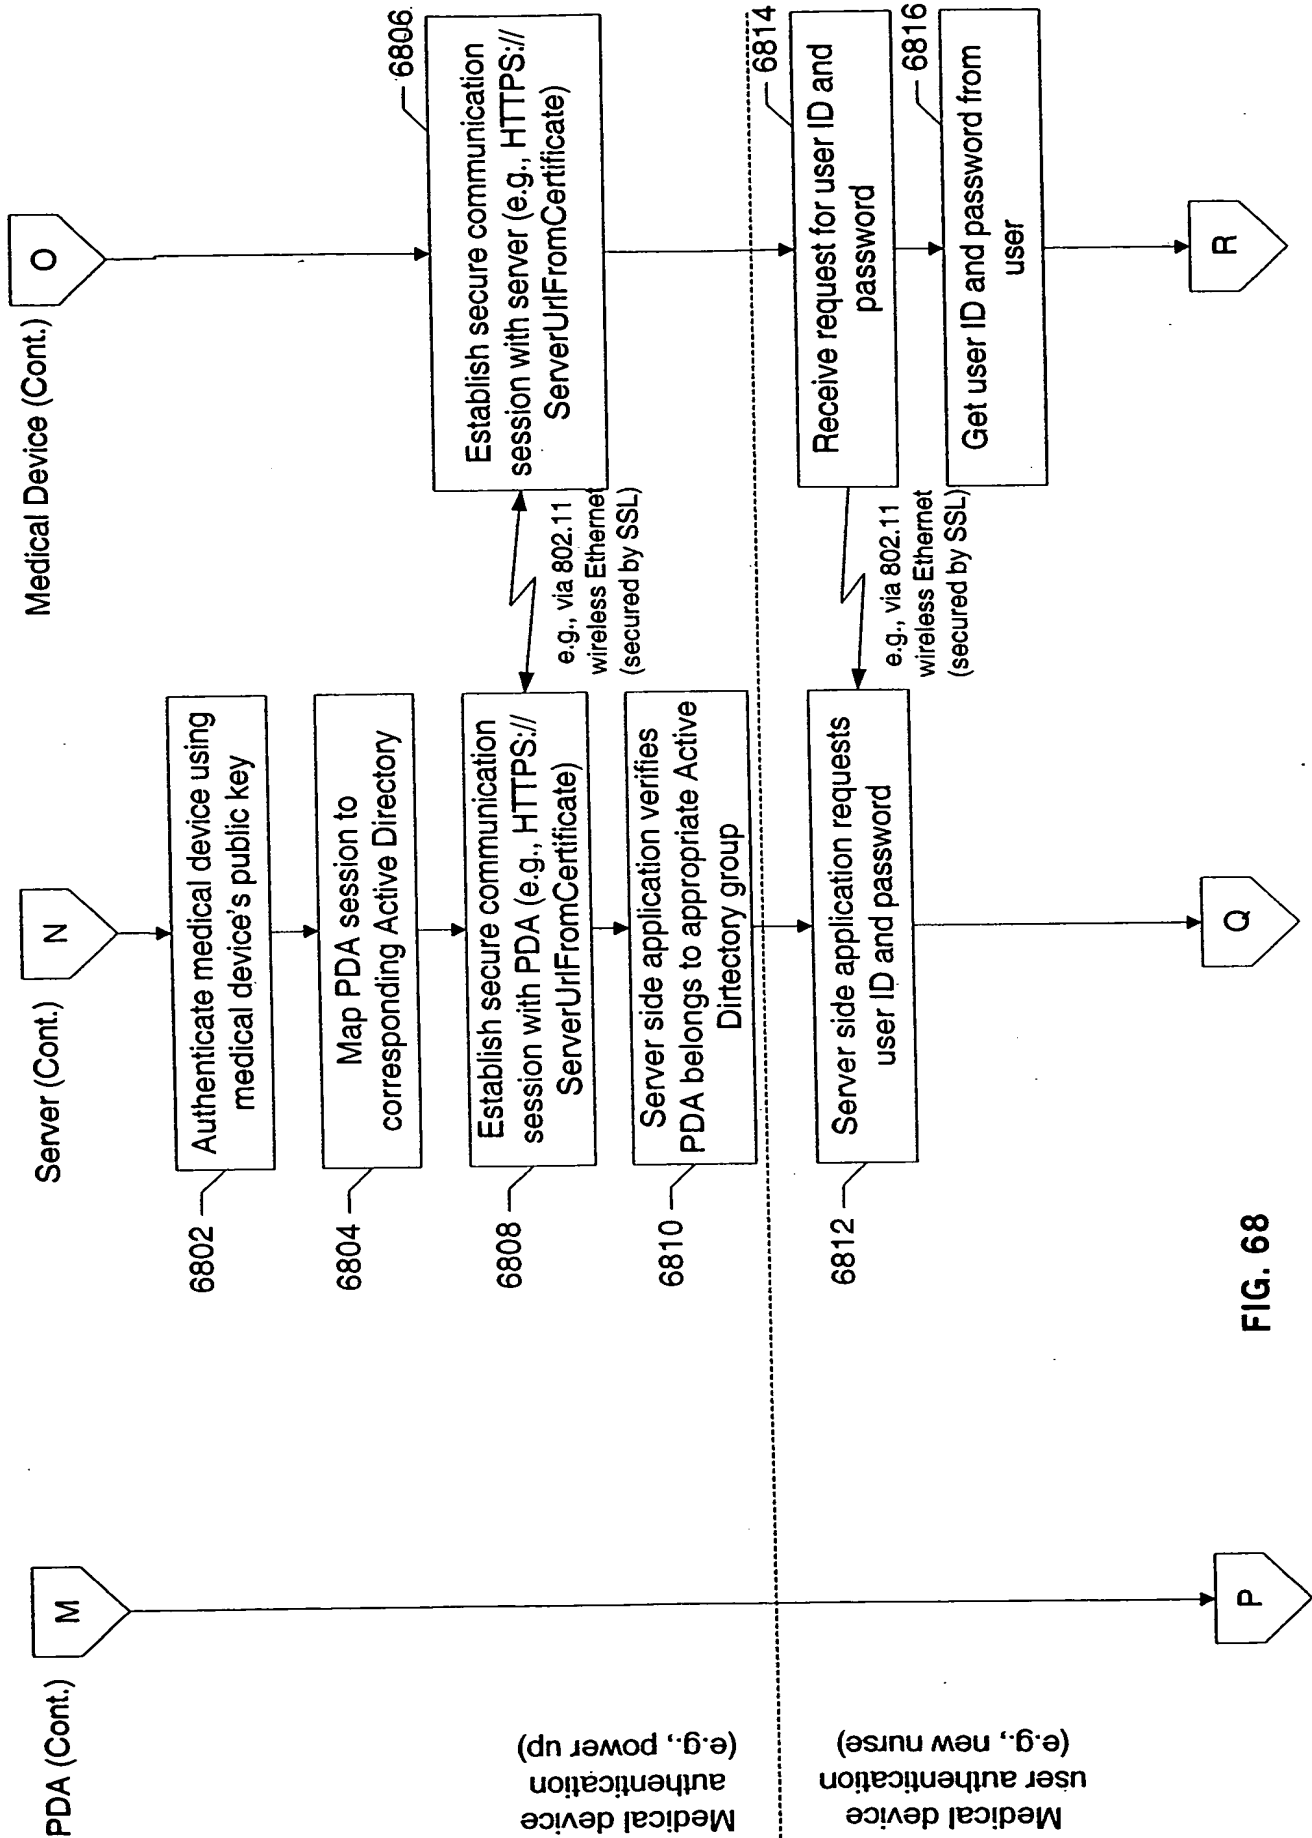 PDA (Cont.)
Server (Cont.)
Medical Device (Cont.)
M
N
O
6802
Authenticate medical device using
medical device's public key
6804
Map PDA session to
corresponding Active Directory
6806
Establish secure communication
session with server (e.g., HTTPS://
ServerUrlFromCertificate)
6808
Establish secure communication
session with PDA (e.g., HTTPS://
ServerUrlFromCertificate)
e.g., via 802.11
wireless Ethernet
(secured by SSL)
6810
Server side application verifies
PDA belongs to appropriate Active
Dirtectory group
Medical device
authentication
(e.g., power up)
Medical device
user authentication
(e.g., new nurse)
6812
Server side application requests
user ID and password
e.g., via 802.11
wireless Ethernet
(secured by SSL)
6814
Receive request for user ID and
password
6816
Get user ID and password from
user
P
Q
R
FIG. 68